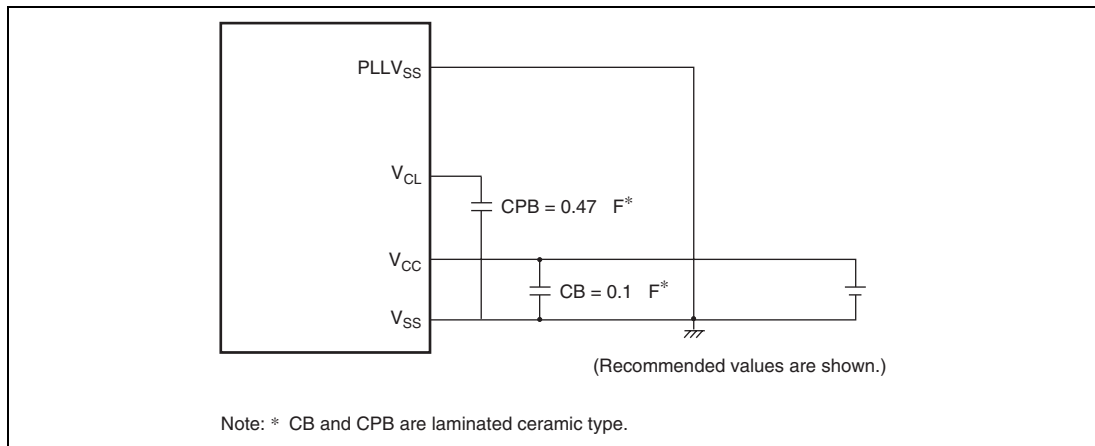 PLLVSS
VCL
CPB = 0.47 F*
VCC
CB = 0.1 F*
VSS
(Recommended values are shown.)
Note: * CB and CPB are laminated ceramic type.